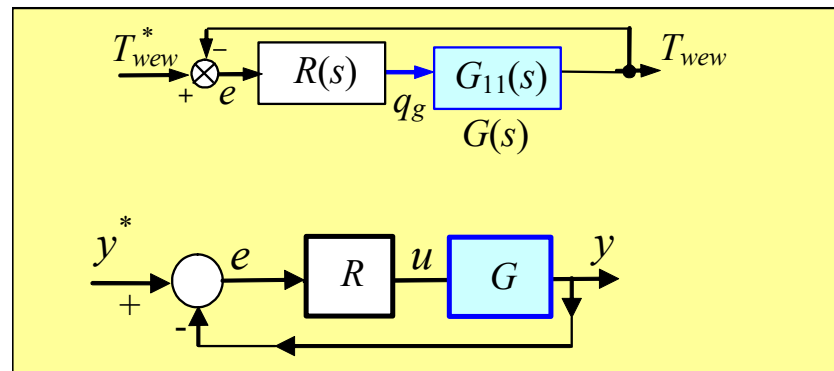 T*wew + − e R(s) qg G11(s) Twew
G(s)
y* + - e R u G y